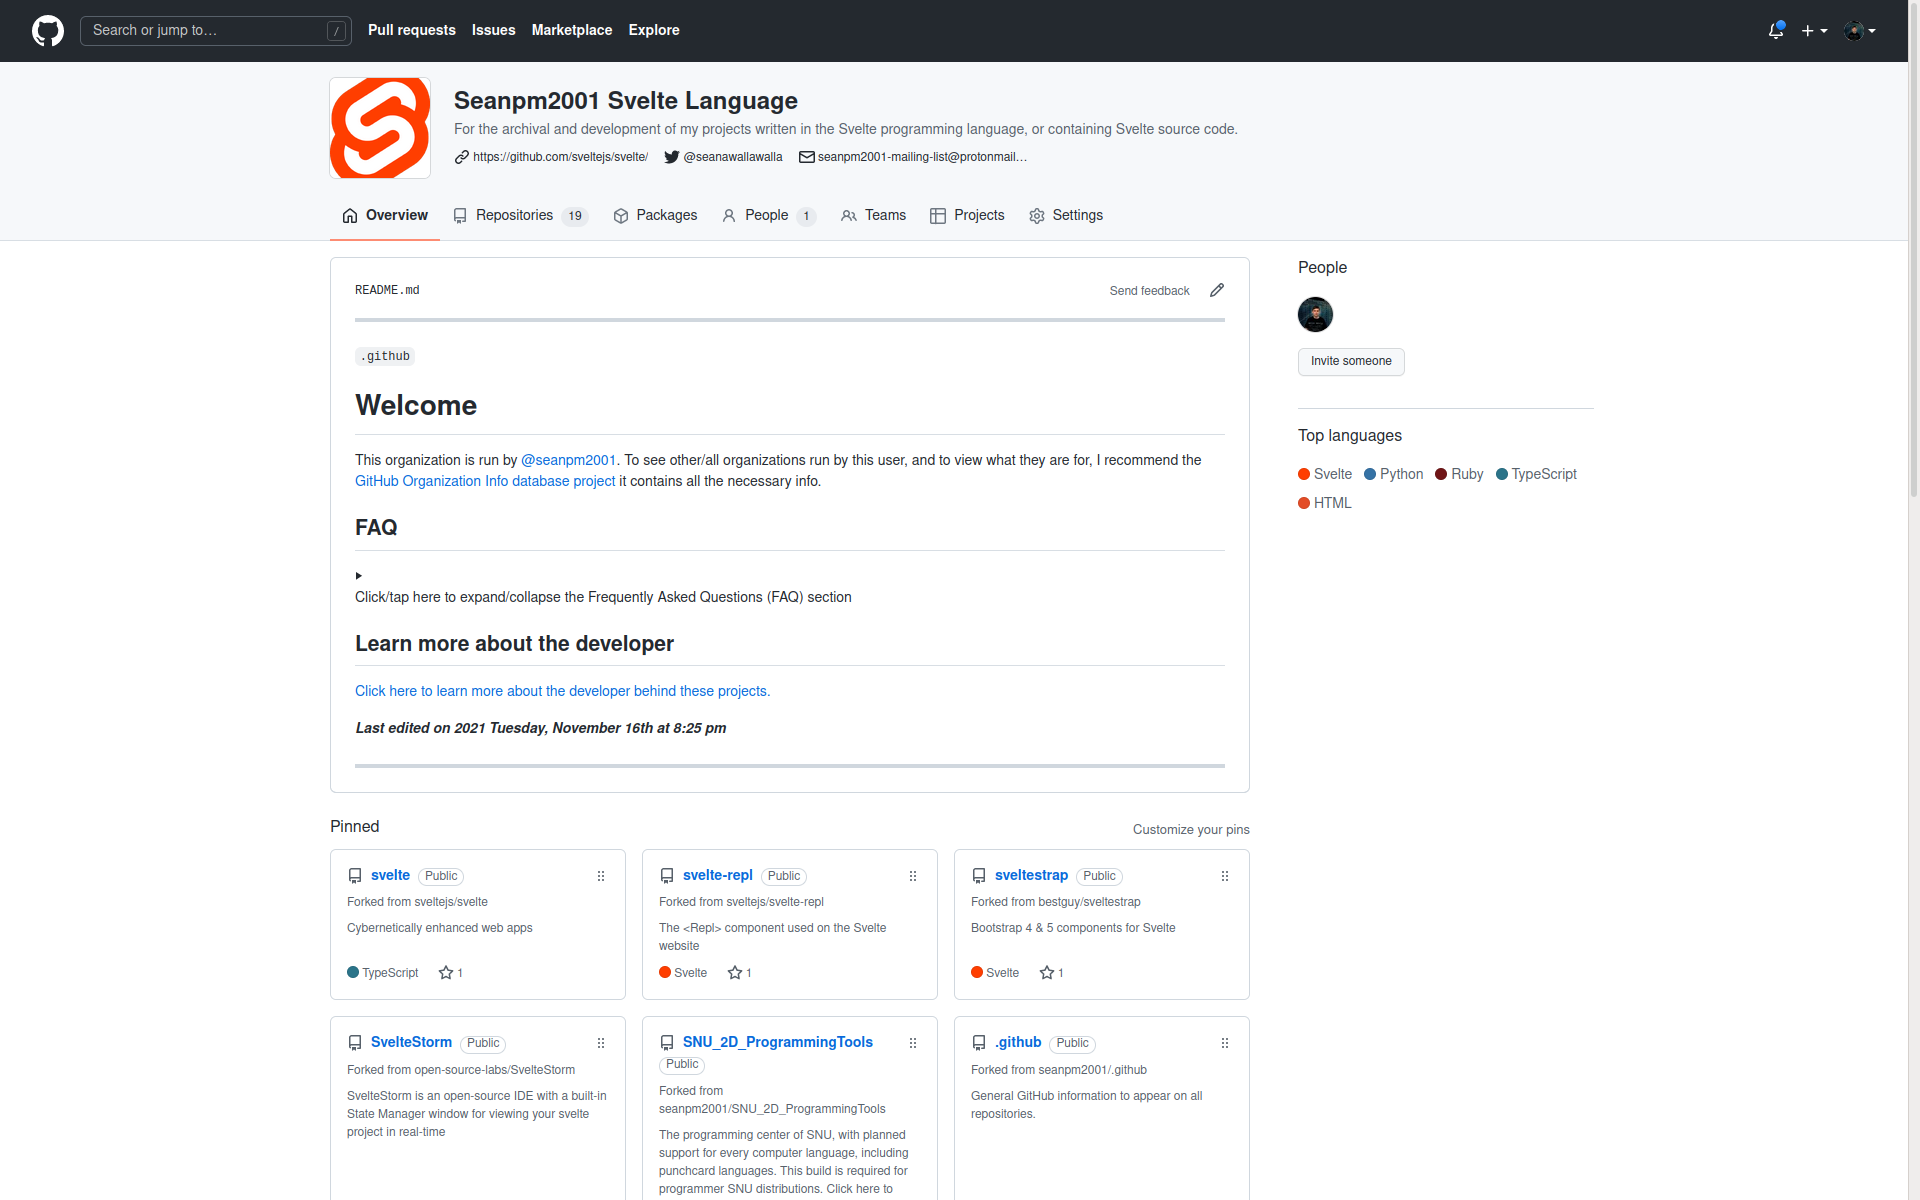 Search or jump to… /
Pull requests
Issues
Marketplace
Explore
Seanpm2001 Svelte Language
For the archival and development of my projects written in the Svelte programming language, or containing Svelte source code.
https://github.com/sveltejs/svelte/
@seanawallawalla
seanpm2001-mailing-list@protonmail…
Overview
Repositories 19
Packages
People 1
Teams
Projects
Settings
README.md
Send feedback
.github
Welcome
This organization is run by @seanpm2001. To see other/all organizations run by this user, and to view what they are for, I recommend the
GitHub Organization Info database project it contains all the necessary info.
FAQ
Click/tap here to expand/collapse the Frequently Asked Questions (FAQ) section
Learn more about the developer
Click here to learn more about the developer behind these projects.
Last edited on 2021 Tuesday, November 16th at 8:25 pm
People
Invite someone
Top languages
Svelte
Python
Ruby
TypeScript
HTML
Pinned
Customize your pins
svelte Public
Forked from sveltejs/svelte
Cybernetically enhanced web apps
TypeScript 1
svelte-repl Public
Forked from sveltejs/svelte-repl
The <Repl> component used on the Svelte
website
Svelte 1
sveltestrap Public
Forked from bestguy/sveltestrap
Bootstrap 4 & 5 components for Svelte
Svelte 1
SvelteStorm Public
Forked from open-source-labs/SvelteStorm
SvelteStorm is an open-source IDE with a built-in
State Manager window for viewing your svelte
project in real-time
SNU_2D_ProgrammingTools
Public
Forked from
seanpm2001/SNU_2D_ProgrammingTools
The programming center of SNU, with planned
support for every computer language, including
punchcard languages. This build is required for
programmer SNU distributions. Click here to
.github Public
Forked from seanpm2001/.github
General GitHub information to appear on all
repositories.